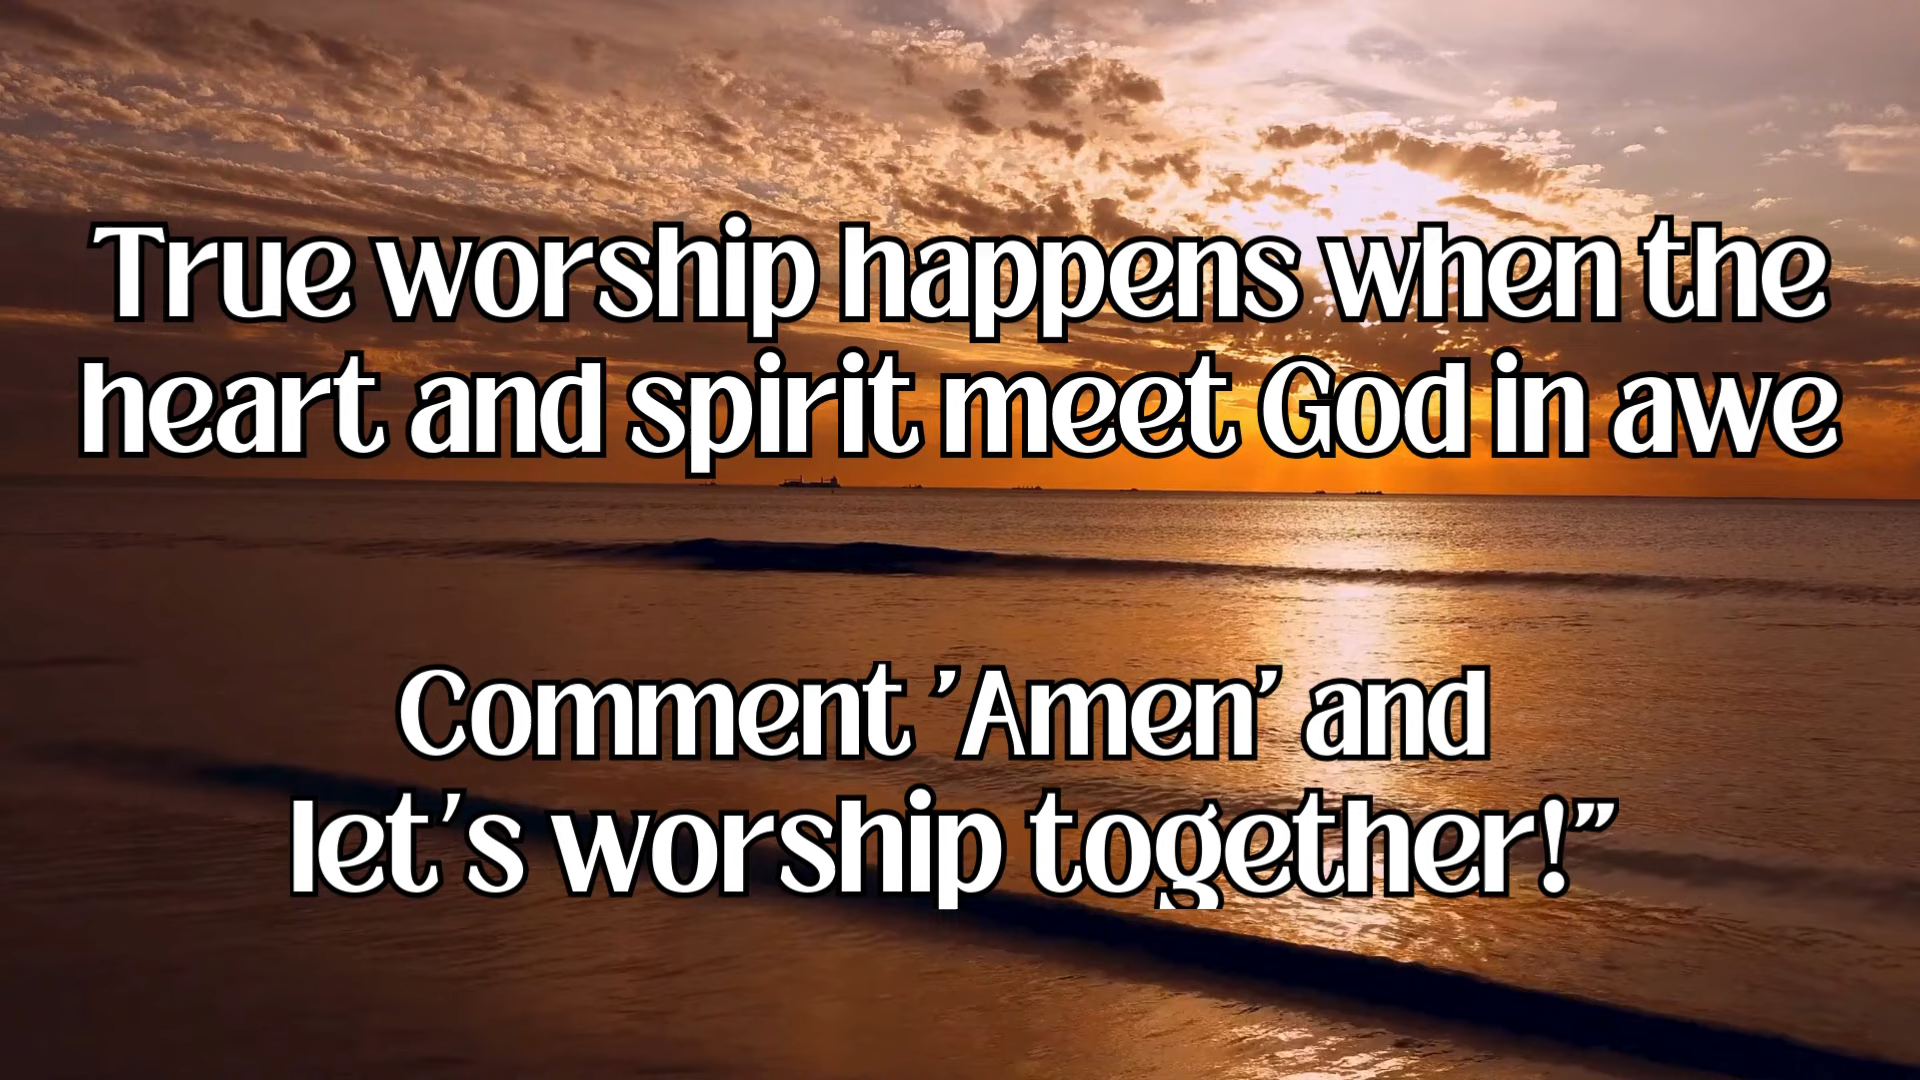 True worship happens when the
heart and spirit meet God in awe
Comment 'Amen' and
let's worship together!"